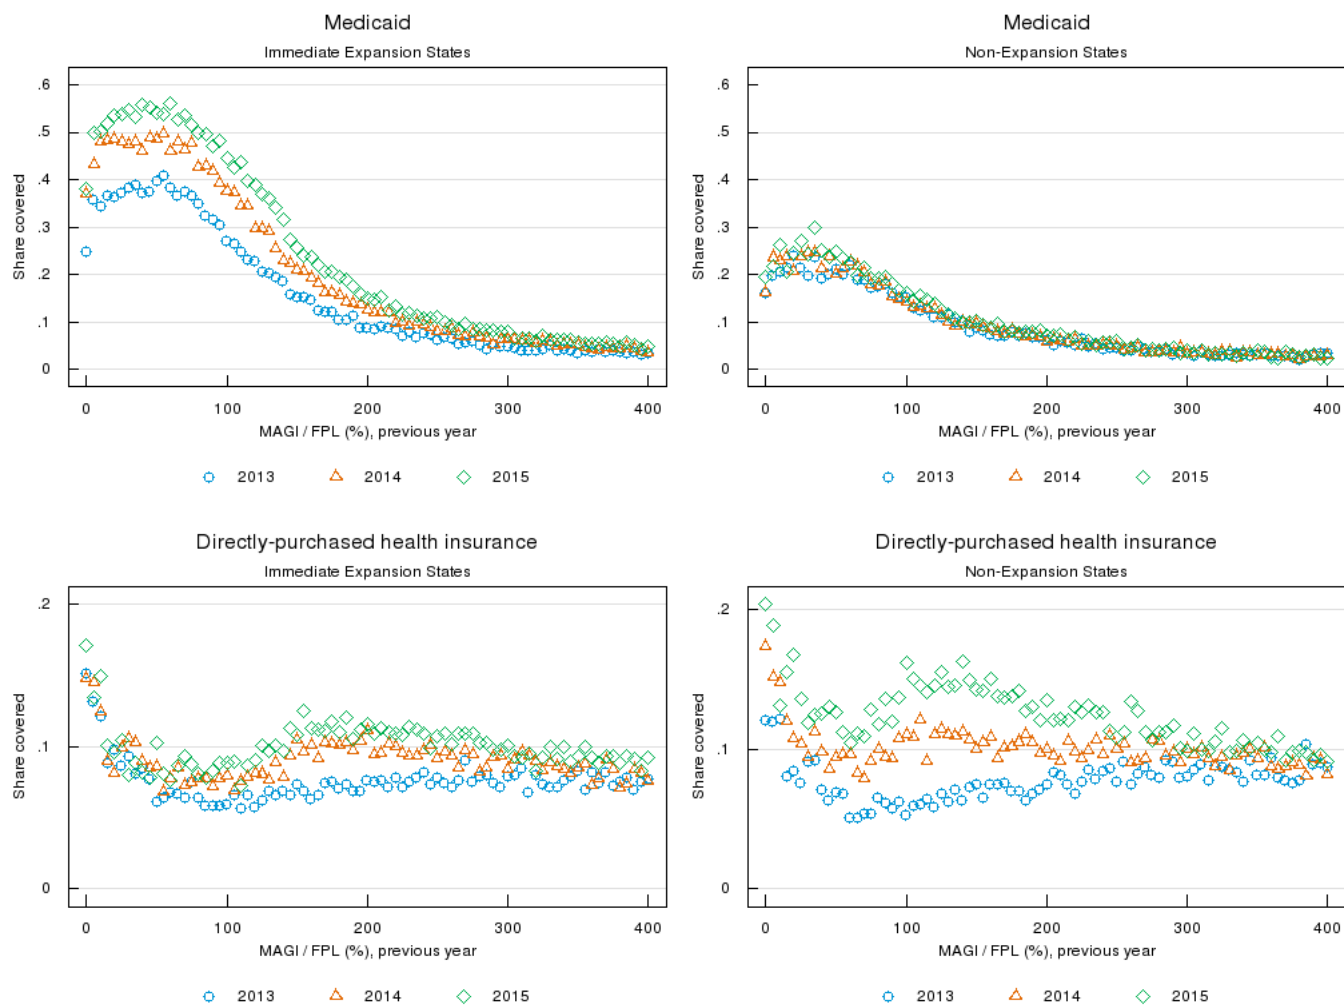 Medicaid
Immediate Expansion States
Share covered
.6
.5
.4
.3
.2
.1
0
0 100 200 300 400
MAGI / FPL (%), previous year
2013 2014 2015
Medicaid
Non-Expansion States
Share covered
.6
.5
.4
.3
.2
.1
0
0 100 200 300 400
MAGI / FPL (%), previous year
2013 2014 2015
Directly-purchased health insurance
Immediate Expansion States
Share covered
.2
.1
0
0 100 200 300 400
MAGI / FPL (%), previous year
2013 2014 2015
Directly-purchased health insurance
Non-Expansion States
Share covered
.2
.1
0
0 100 200 300 400
MAGI / FPL (%), previous year
2013 2014 2015